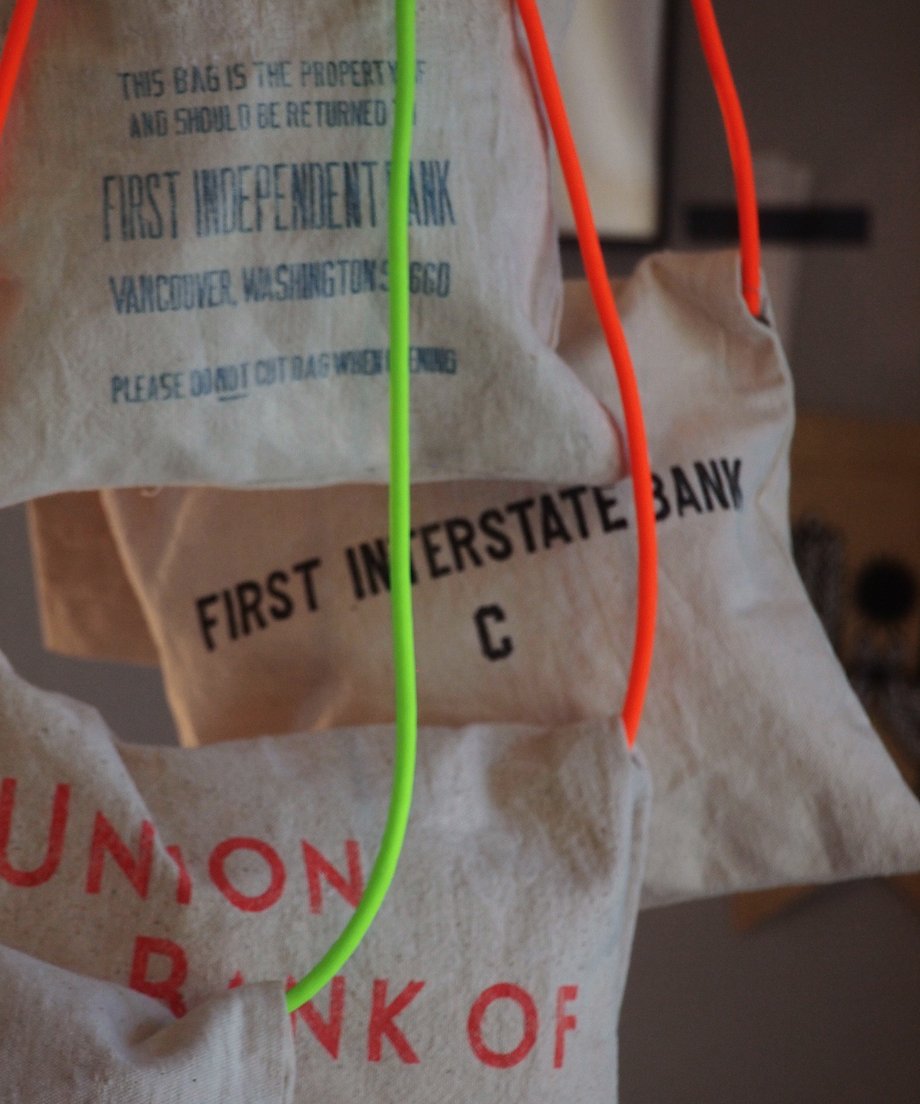 THIS BAG IS THE PROPERTY OF
AND SHOULD BE RETURNED
FIRST INDEPENDENT BANK
VANCOUVER, WASHINGTON
PLEASE DO NOT CUT BAG WHEN OPENING
FIRST INTERSTATE BANK
C
UNION
BANK OF